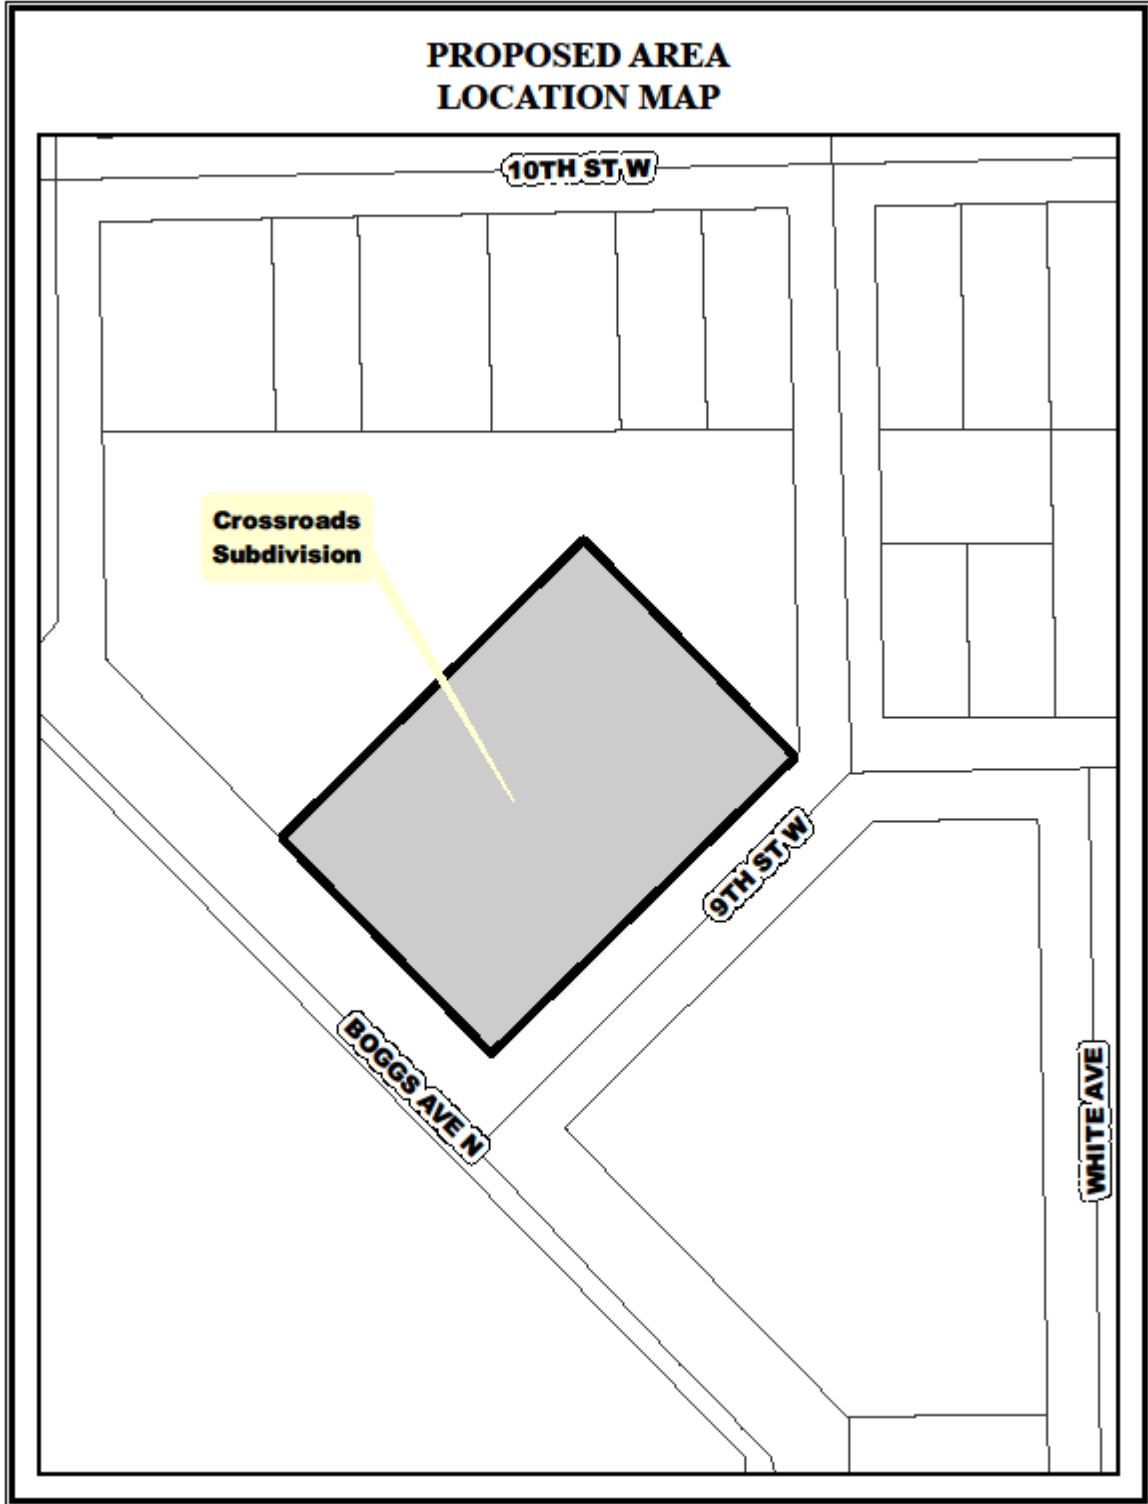 PROPOSED AREA
LOCATION MAP
10TH ST W
Crossroads
Subdivision
9TH ST W
BOGGS AVE N
WHITE AVE